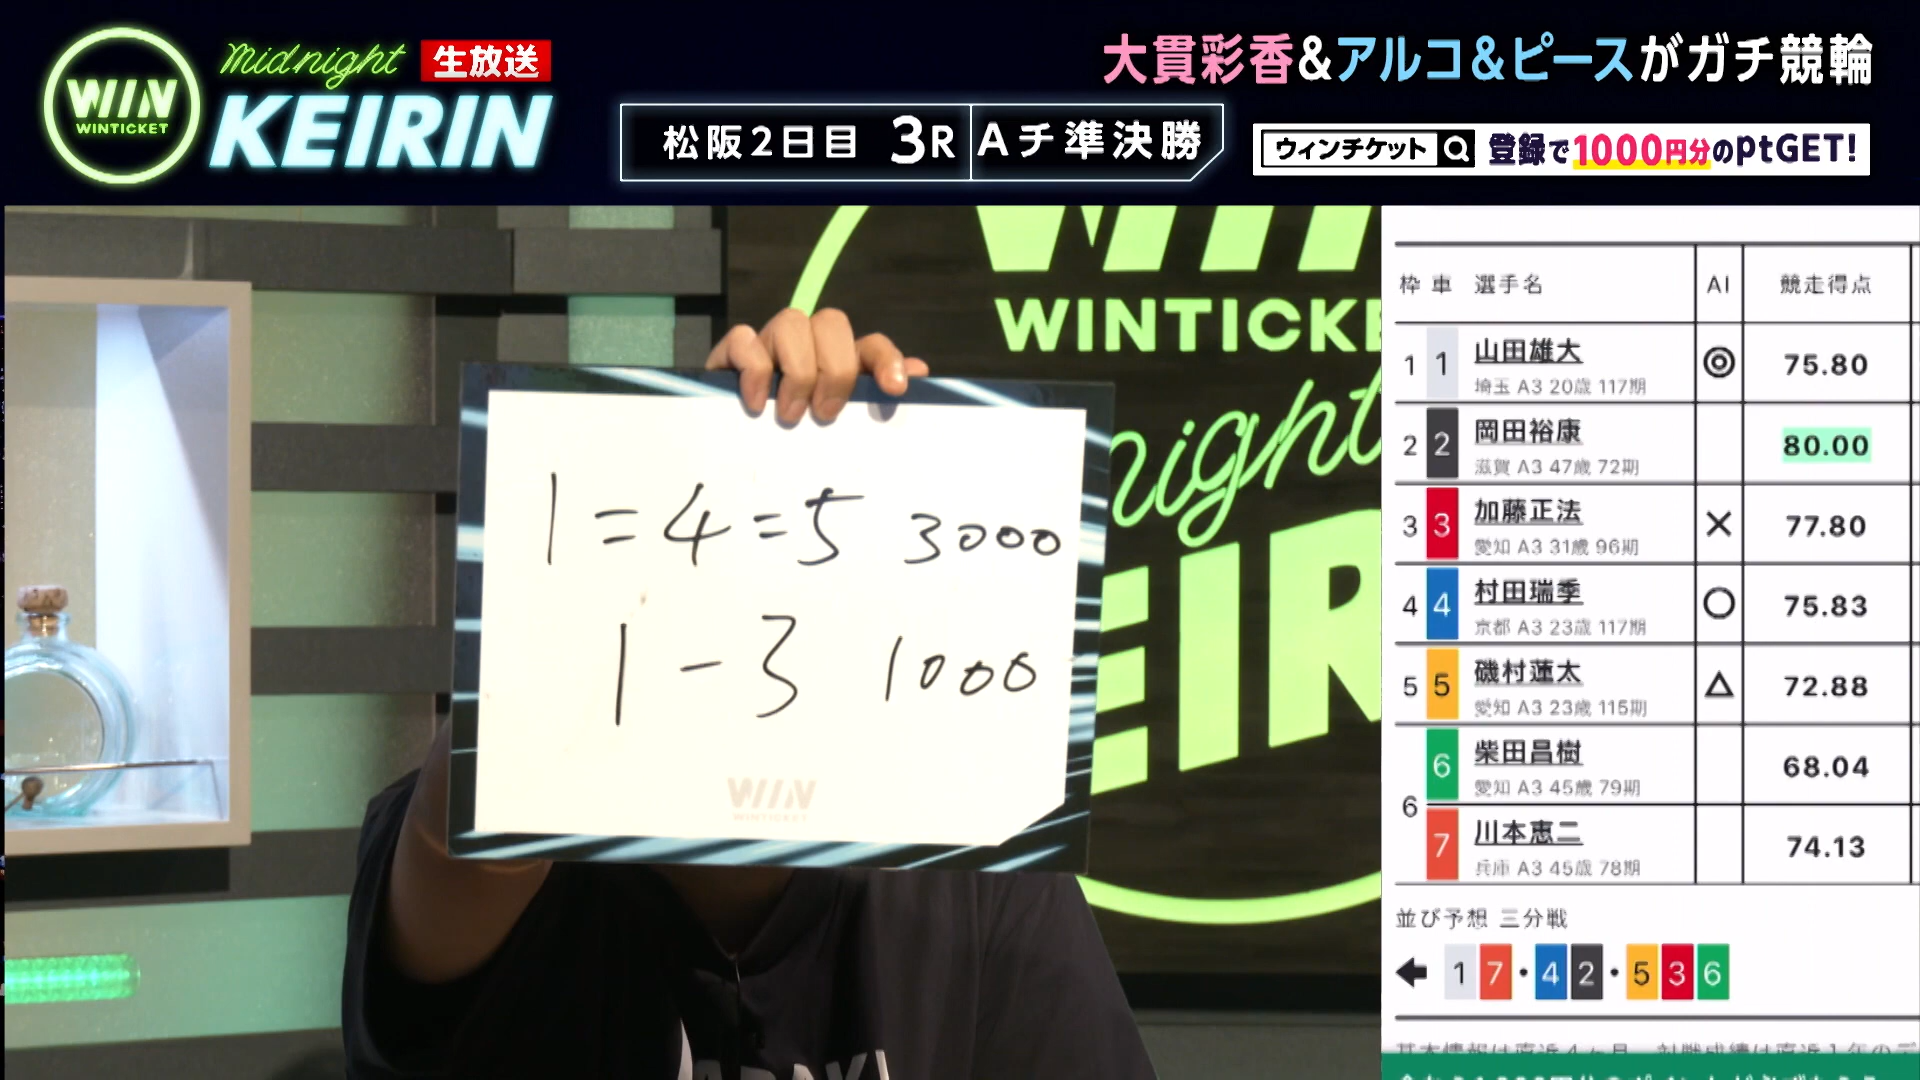 WIN
WINTICKET
Midnight
生放送
KEIRIN
大貫彩香&アルコ&ピースがガチ競輪
松阪2日目 3R Aチ準決勝
ウィンチケット 登録で1000円分のptGET!
WINTICKE
night
EIR
1=4=5 3000
1-3 1000
WIN
WINTICKET
枠 車 選手名 AI 競走得点
1 1 山田雄大 ◎ 75.80
埼玉 A3 20歳 117期
2 2 岡田裕康 80.00
滋賀 A3 47歳 72期
3 3 加藤正法 × 77.80
愛知 A3 31歳 96期
4 4 村田瑞季 ○ 75.83
京都 A3 23歳 117期
5 5 磯村蓮太 △ 72.88
愛知 A3 23歳 115期
6 6 柴田昌樹 68.04
愛知 A3 45歳 79期
7 川本恵二 74.13
兵庫 A3 45歳 78期
並び予想 三分戦
← 1 7 · 4 2 · 5 3 6